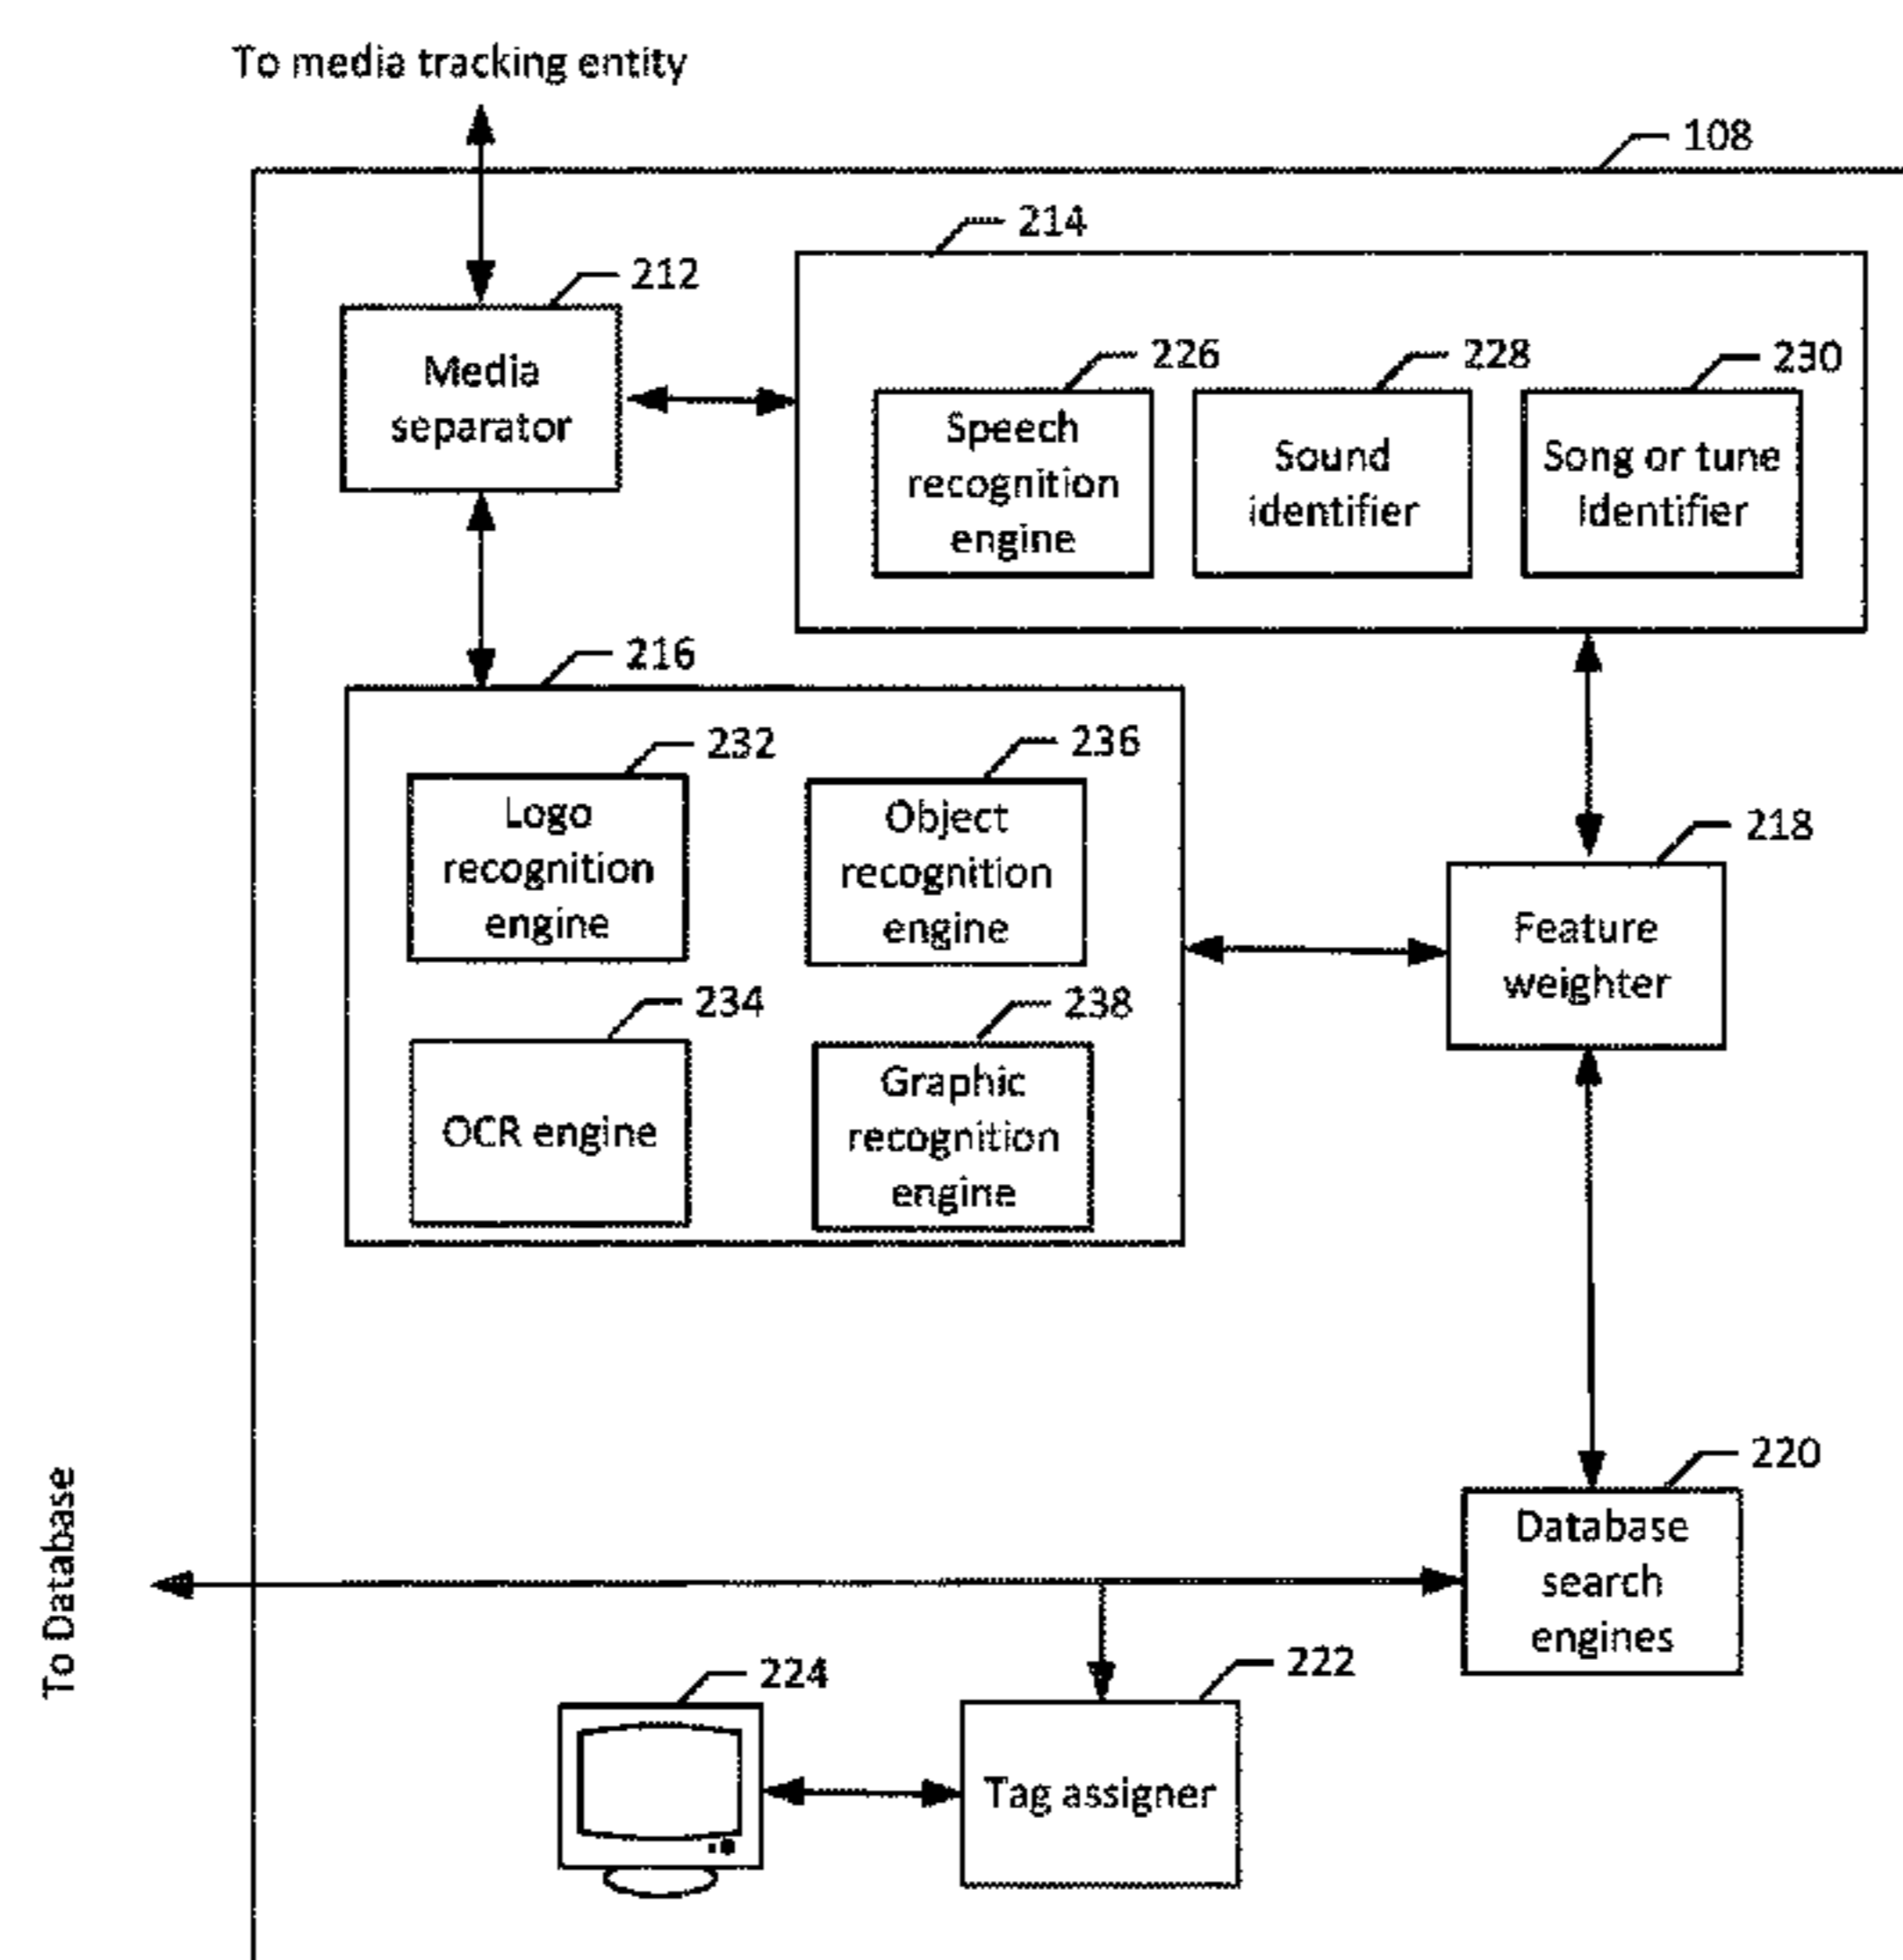 To media tracking entity
108
214
212
Media
separator
226
228
230
Speech
recognition
engine
Sound
identifier
Song or tune
Identifier
216
232
236
Logo
recognition
engine
Object
recognition
engine
218
Feature
weighter
234
238
OCR engine
Graphic
recognition
engine
220
Database
search
engines
To Database
224
222
Tag assigner